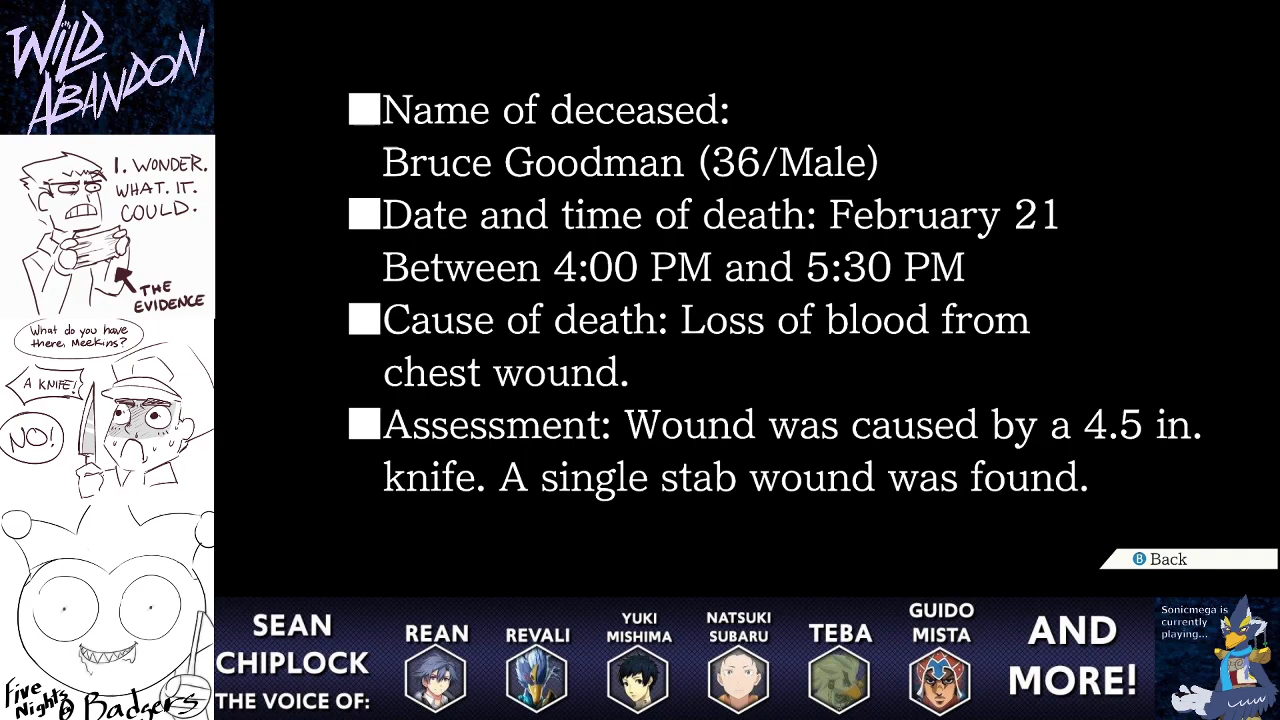 WILD
ABANDON
I. WONDER.
WHAT. IT.
COULD.
THE
EVIDENCE
What do you have
there, Meekins?
A KNIFE!
NO!
Five
Nights
@
Badgers
Name of deceased:
Bruce Goodman (36/Male)
Date and time of death: February 21
Between 4:00 PM and 5:30 PM
Cause of death: Loss of blood from
chest wound.
Assessment: Wound was caused by a 4.5 in.
knife. A single stab wound was found.
B Back
SEAN
CHIPLOCK
THE VOICE OF:
REAN
REVALI
YUKI
MISHIMA
NATSUKI
SUBARU
TEBA
GUIDO
MISTA
AND
MORE!
Sonicmega is
currently
playing...